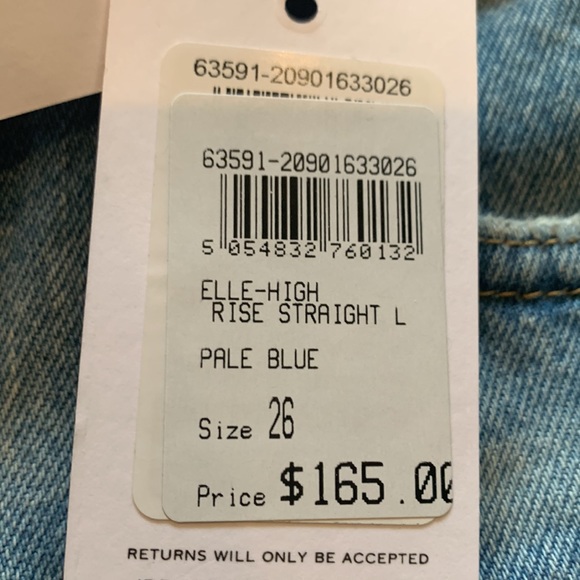 63591-20901633026
63591-20901633026
5 054832 760132
ELLE-HIGH
RISE STRAIGHT L
PALE BLUE
Size 26
Price $165.00
RETURNS WILL ONLY BE ACCEPTED